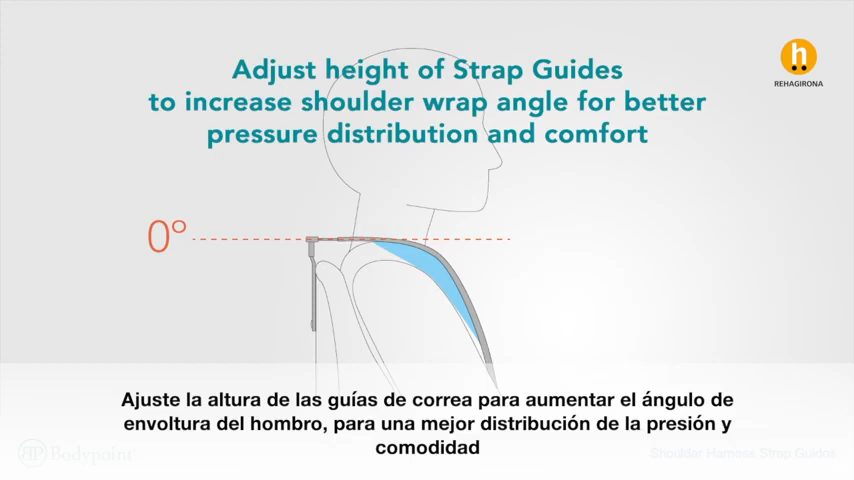 Adjust height of Strap Guides
to increase shoulder wrap angle for better
pressure distribution and comfort
h
REHAGIRONA
0°
Ajuste la altura de las guías de correa para aumentar el ángulo de
envoltura del hombro, para una mejor distribución de la presión y
comodidad
BP Bodypoint®
Shoulder Harness Strap Guides